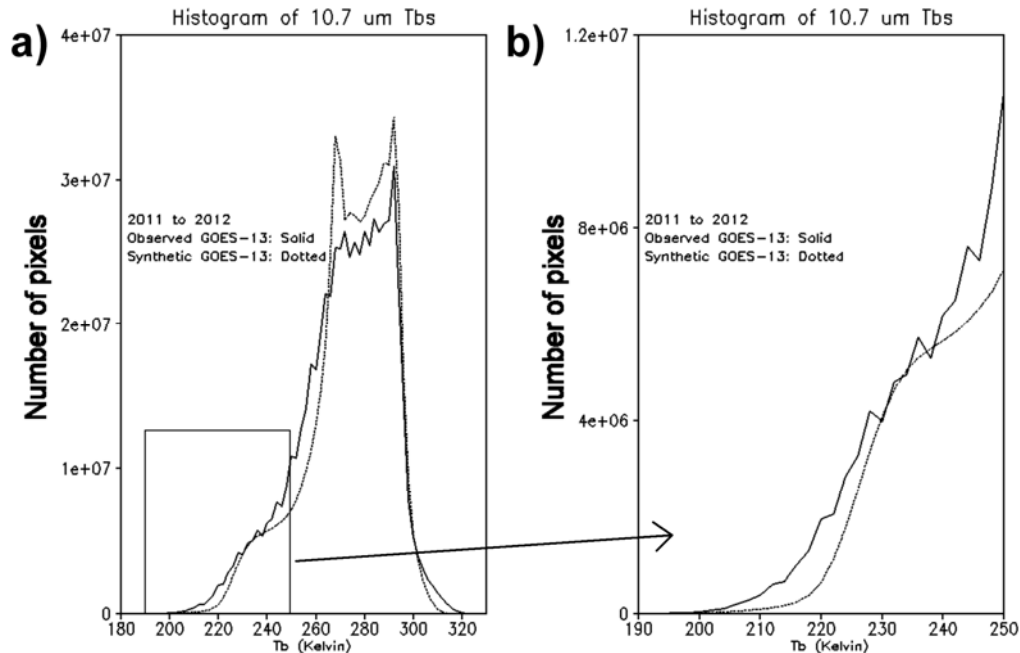 a)
Histogram of 10.7 um Tbs
Number of pixels
4e+07
3e+07
2e+07
1e+07
0
2011 to 2012
Observed GOES-13: Solid
Synthetic GOES-13: Dotted
180 200 220 240 260 280 300 320
Tb (Kelvin)
b)
Histogram of 10.7 um Tbs
Number of pixels
1.2e+07
8e+06
4e+06
0
2011 to 2012
Observed GOES-13: Solid
Synthetic GOES-13: Dotted
190 200 210 220 230 240 250
Tb (Kelvin)